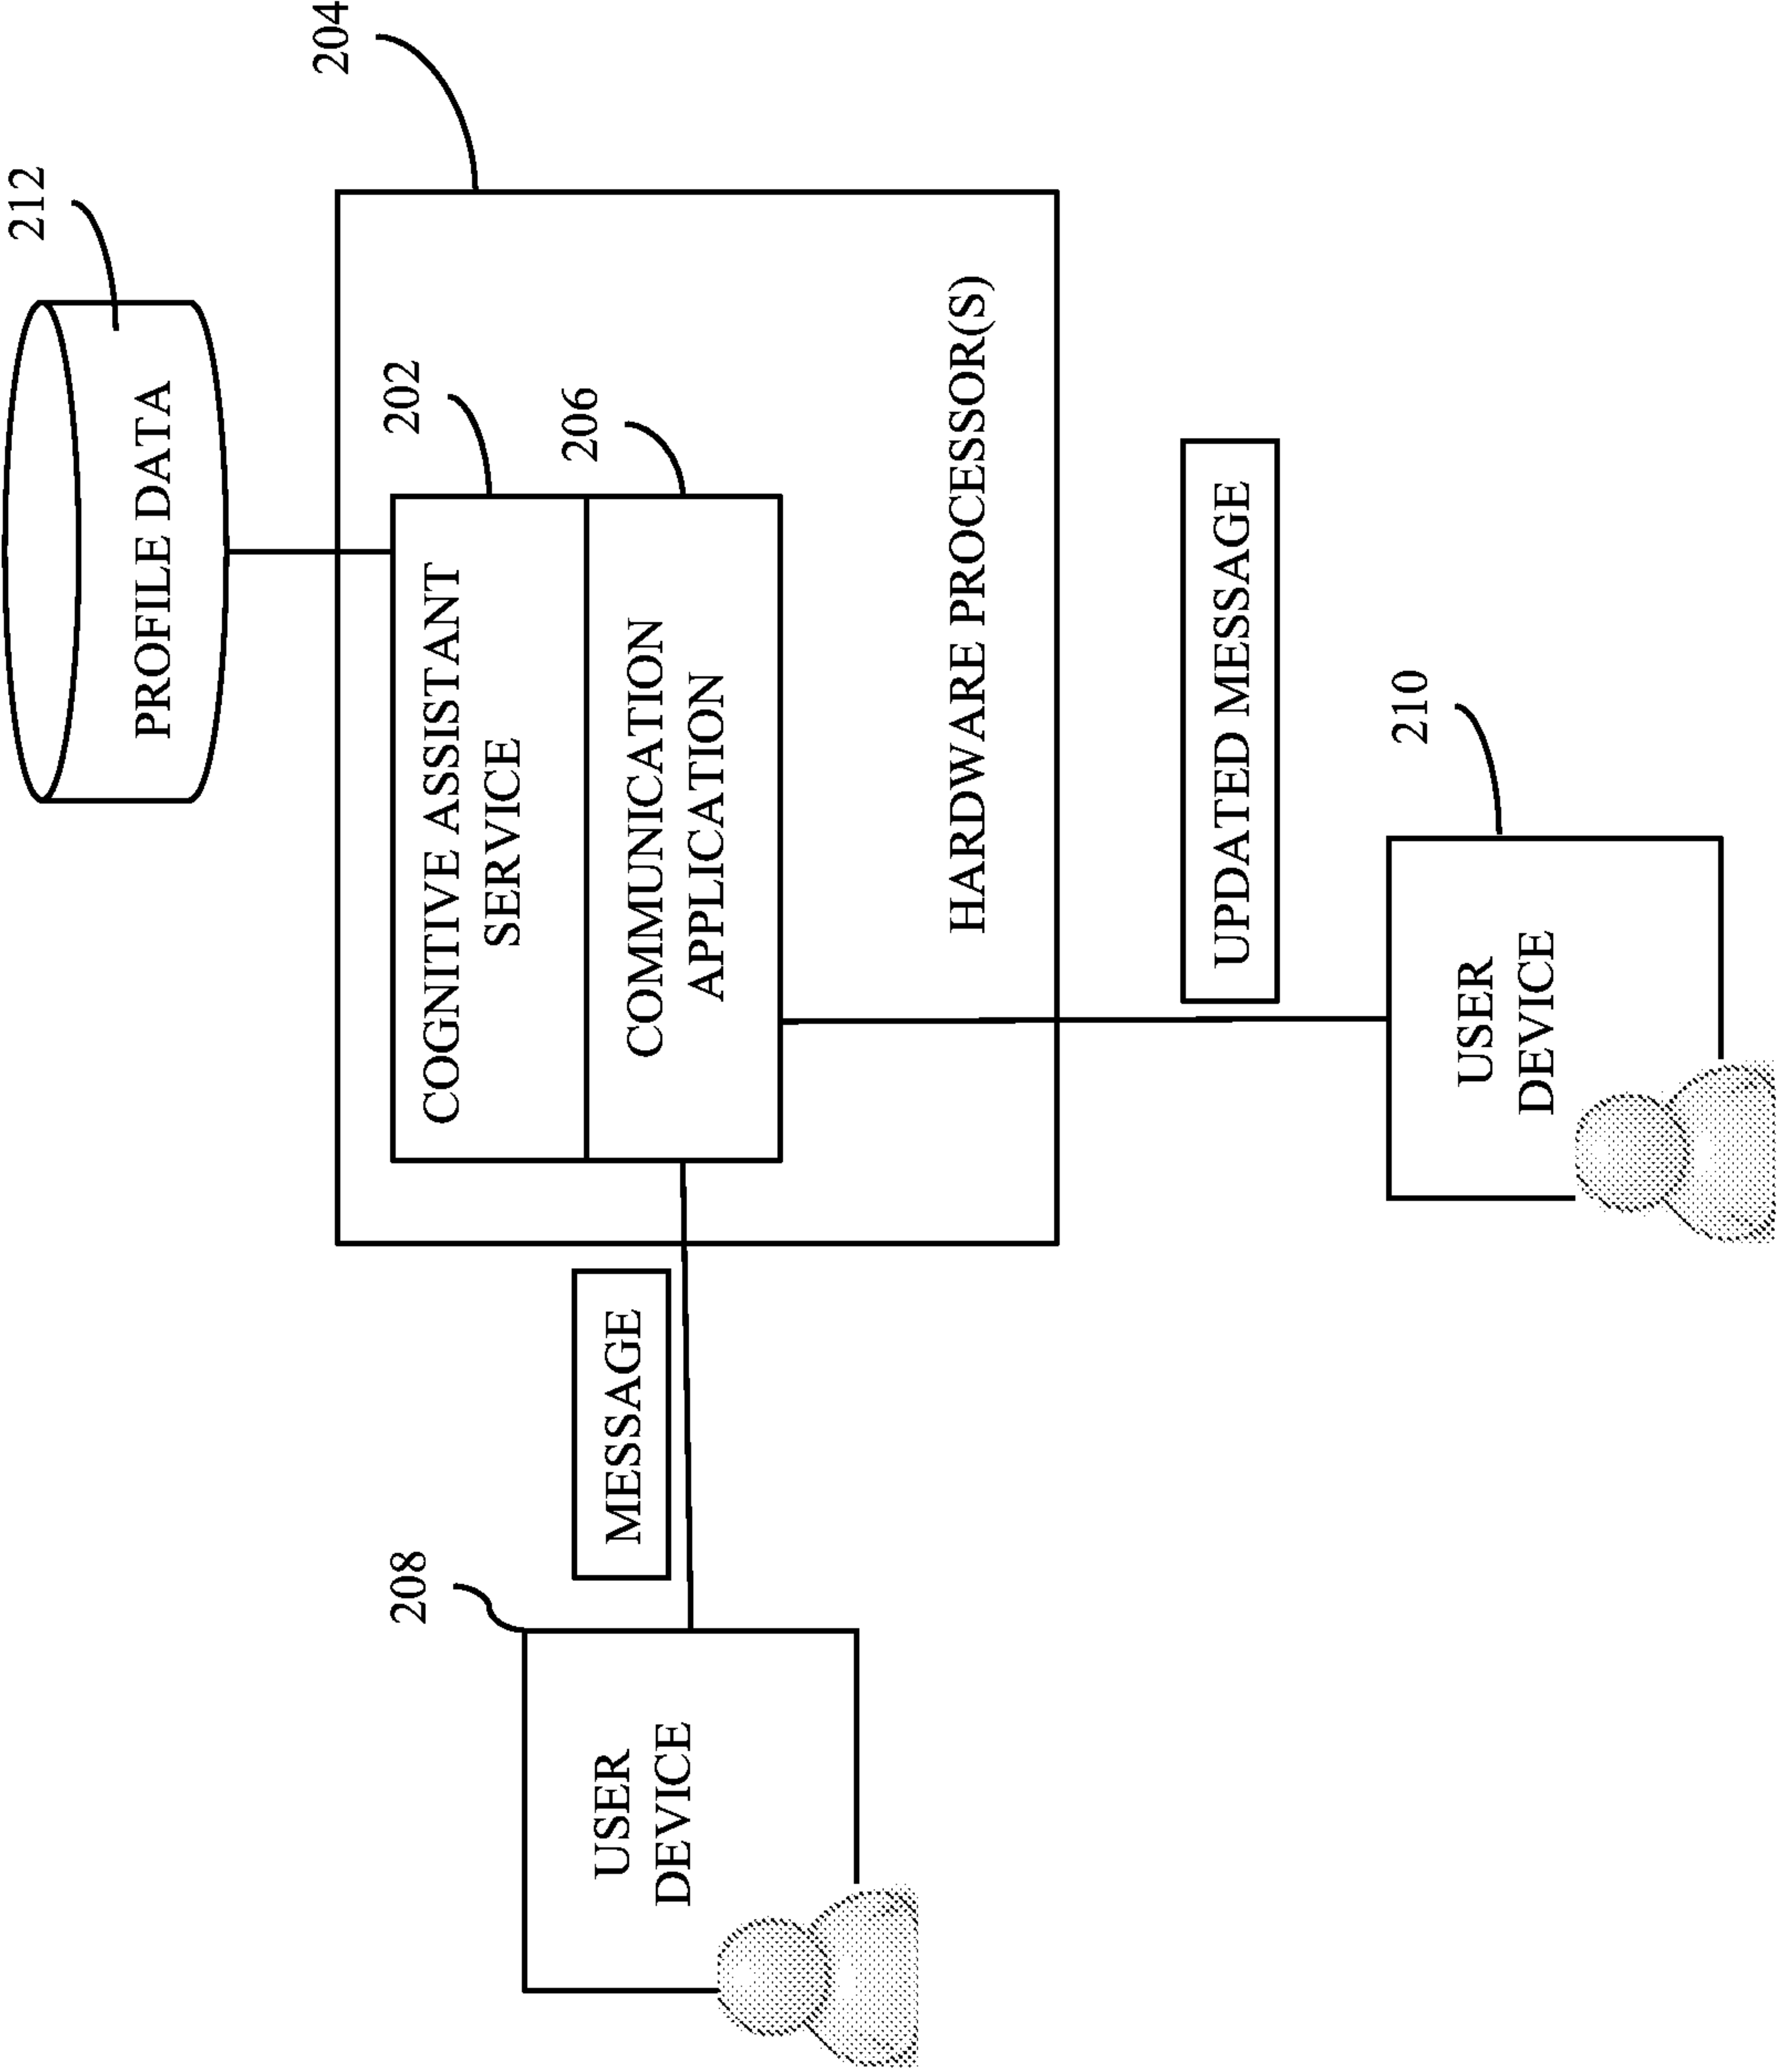 212
PROFILE DATA
204
202
COGNITIVE ASSISTANT
SERVICE
206
COMMUNICATION
APPLICATION
HARDWARE PROCESSOR(S)
208
MESSAGE
USER
DEVICE
UPDATED MESSAGE
210
USER
DEVICE